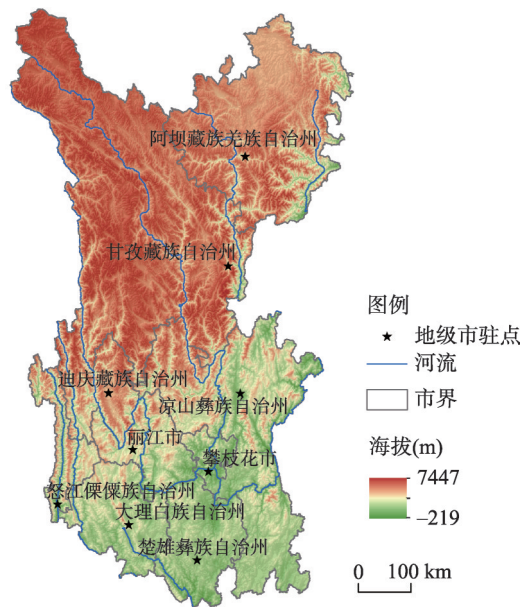 阿坝藏族羌族自治州
甘孜藏族自治州
迪庆藏族自治州
凉山彝族自治州
丽江市
攀枝花市
怒江傈僳族自治州
大理白族自治州
楚雄彝族自治州
图例
地级市驻点
河流
市界
海拔(m)
7447
–219
0 100 km